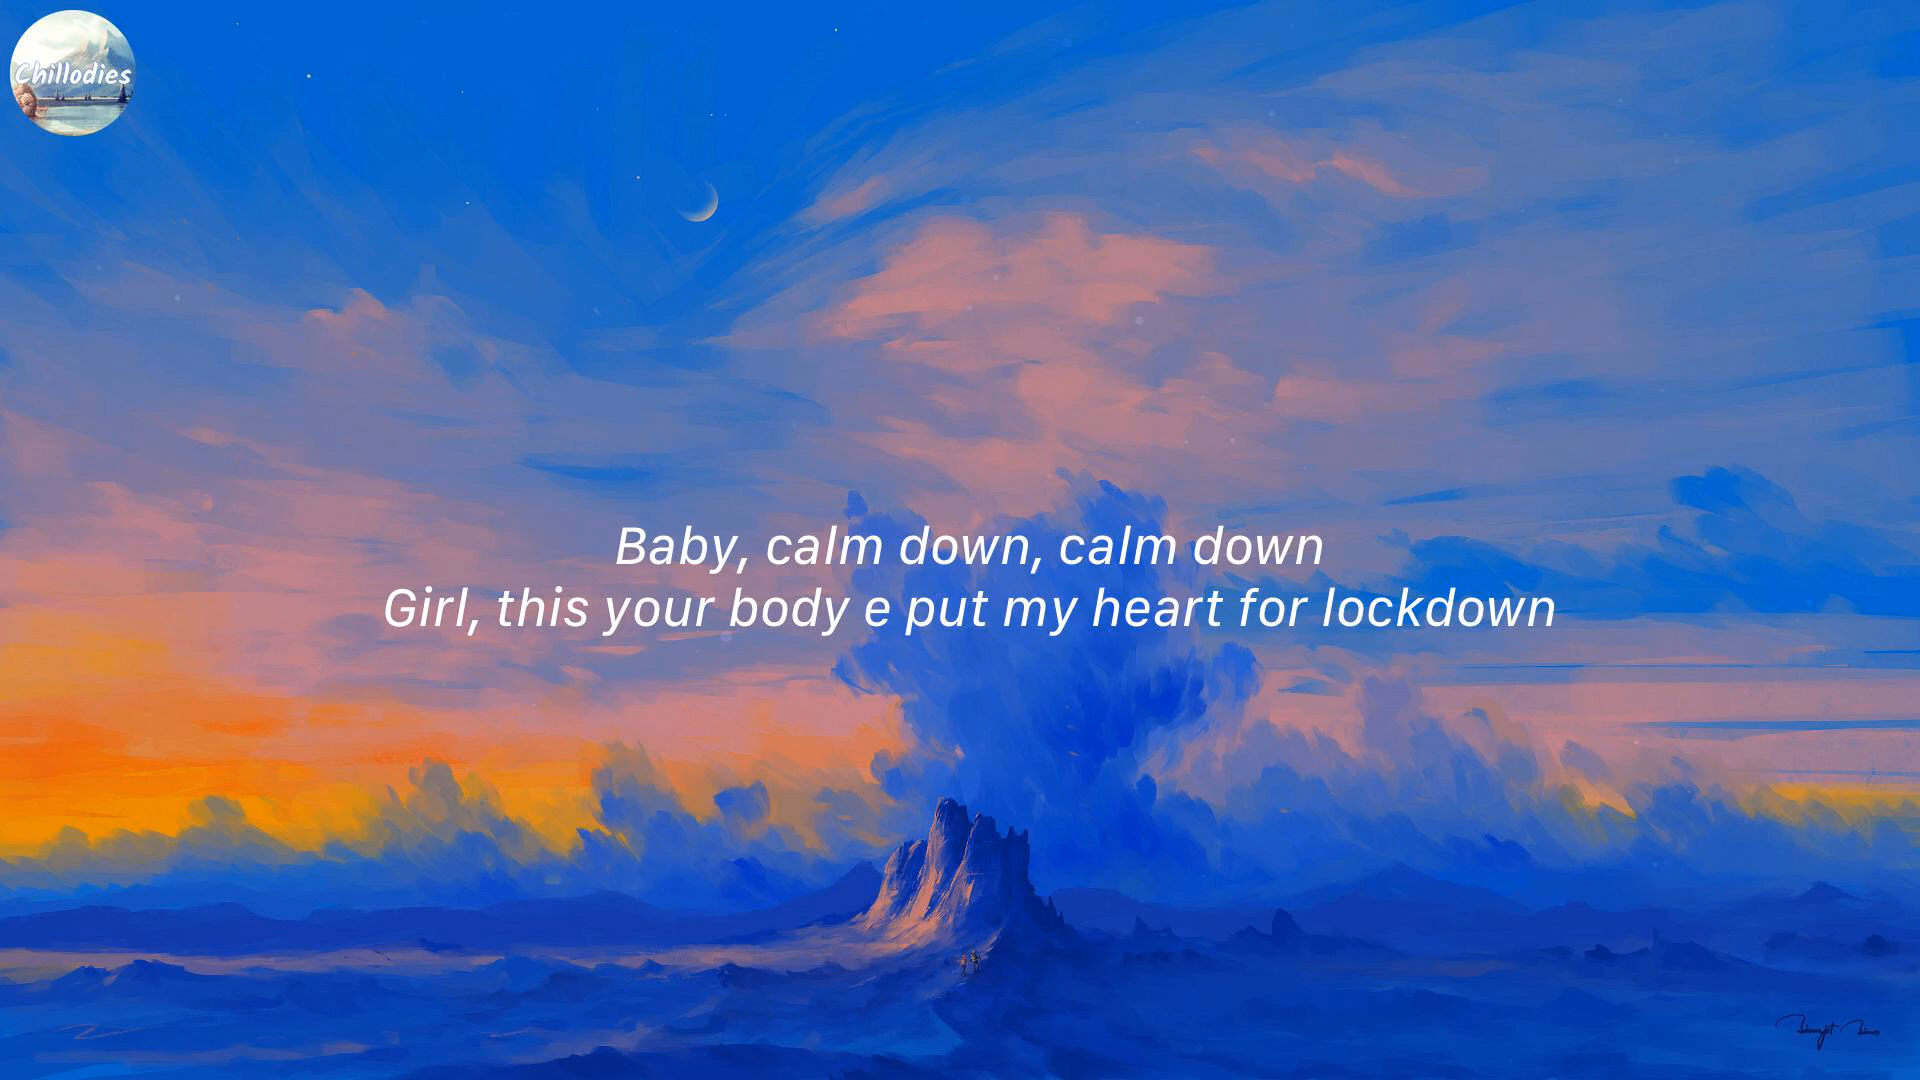 Chillodies
Baby, calm down, calm down
Girl, this your body e put my heart for lockdown